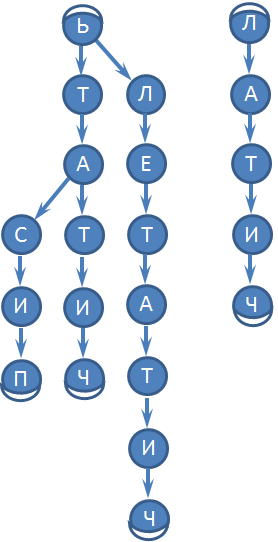 Ь Л
Т Л А
А Е Т
С Т Т И
И И А Ч
П Ч Т
И
Ч